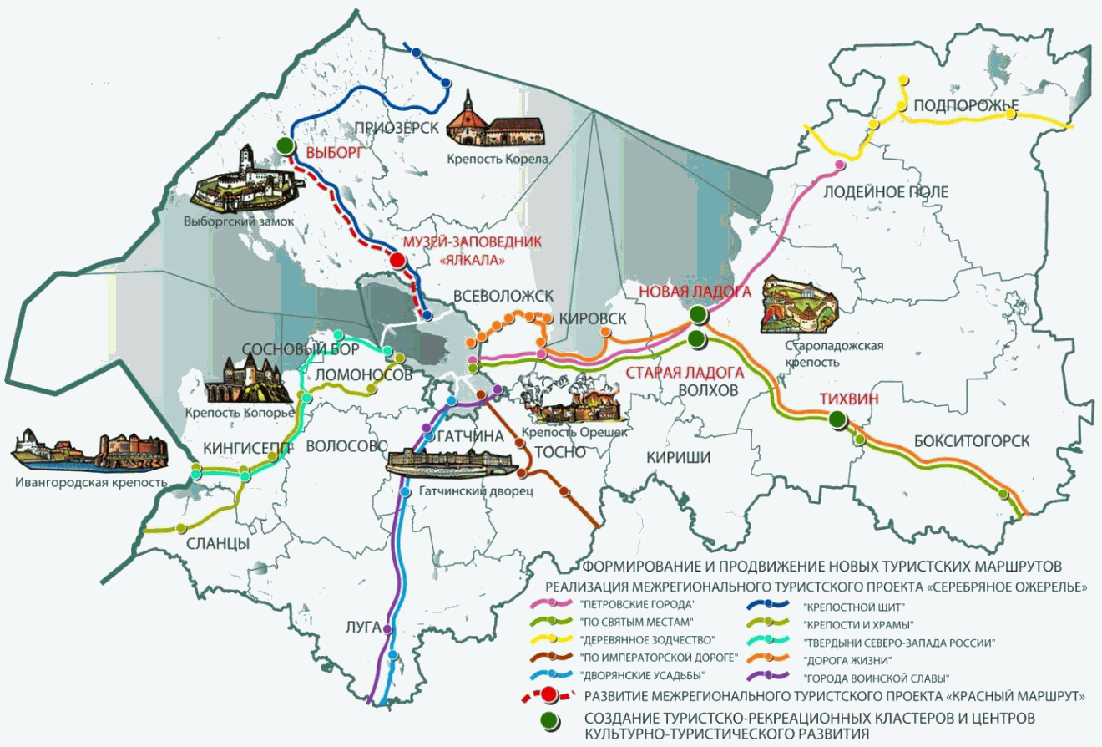 ПОДПОРОЖЬЕ
ПРИОЗЕРСК
Крепость Корела
ВЫБОРГ
ЛОДЕЙНОЕ ПОЛЕ
Выборгский замок
МУЗЕЙ-ЗАПОВЕДНИК
«ЯЛКАЛА»
ВСЕВОЛОЖСК
НОВАЯ ЛАДОГА
КИРОВСК
СОСНОВЫЙ БОР
Староладожская
крепость
ЛОМОНОСОВ
СТАРАЯ ЛАДОГА
ВОЛХОВ
ТИХВИН
Крепость Копорье
Крепость Орешек
КИНГИСЕПП
ВОЛОСОВО
ГАТЧИНА
ТОСНО
КИРИШИ
БОКСИТОГОРСК
Ивангородская крепость
Гатчинский дворец
СЛАНЦЫ
ЛУГА
ФОРМИРОВАНИЕ И ПРОДВИЖЕНИЕ НОВЫХ ТУРИСТСКИХ МАРШРУТОВ
РЕАЛИЗАЦИЯ МЕЖРЕГИОНАЛЬНОГО ТУРИСТСКОГО ПРОЕКТА «СЕРЕБРЯНОЕ ОЖЕРЕЛЬЕ»
"ПЕТРОВСКИЕ ГОРОДА"
"ПО СВЯТЫМ МЕСТАМ"
"ДЕРЕВЯННОЕ ЗОДЧЕСТВО"
"ПО ИМПЕРАТОРСКОЙ ДОРОГЕ"
"ДВОРЯНСКИЕ УСАДЬБЫ"
"КРЕПОСТНОЙ ЩИТ"
"КРЕПОСТИ И ХРАМЫ"
"ТВЕРДЫНИ СЕВЕРО-ЗАПАДА РОССИИ"
"ДОРОГА ЖИЗНИ"
"ГОРОДА ВОИНСКОЙ СЛАВЫ"
РАЗВИТИЕ МЕЖРЕГИОНАЛЬНОГО ТУРИСТСКОГО ПРОЕКТА «КРАСНЫЙ МАРШРУТ»
СОЗДАНИЕ ТУРИСТСКО-РЕКРЕАЦИОННЫХ КЛАСТЕРОВ И ЦЕНТРОВ
КУЛЬТУРНО-ТУРИСТИЧЕСКОГО РАЗВИТИЯ